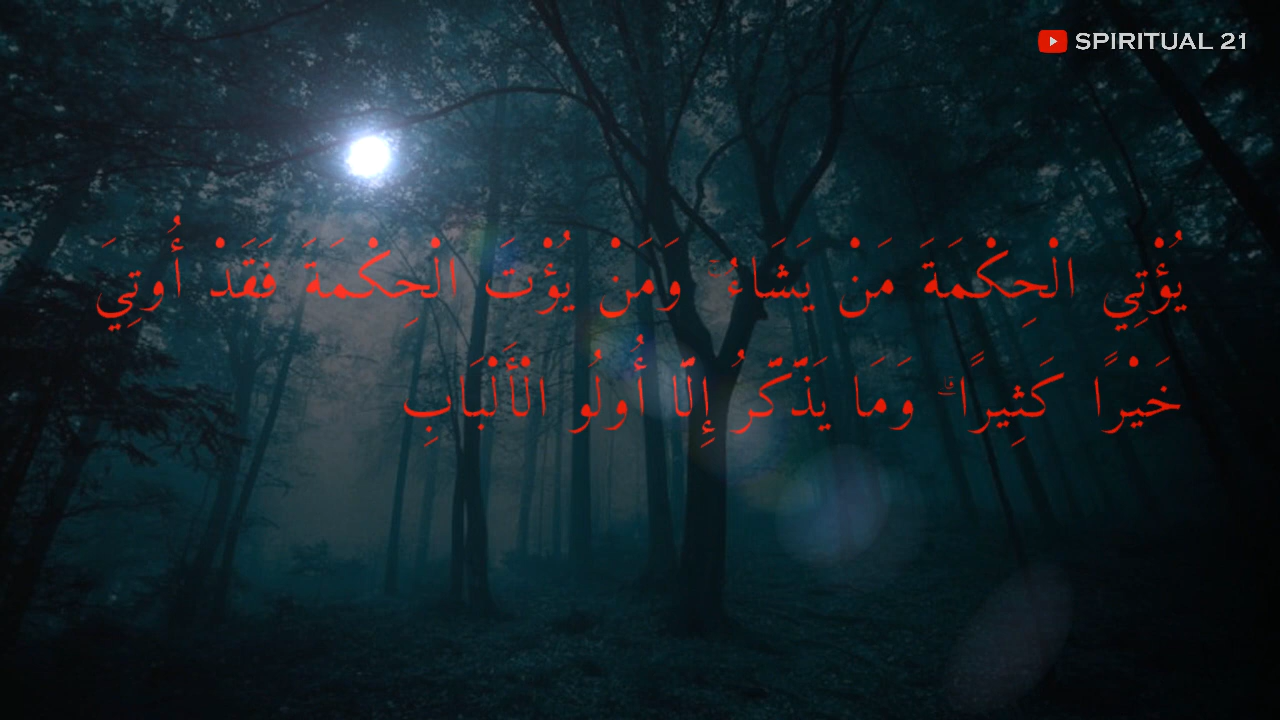 SPIRITUAL 21
يُؤْتِي الْحِكْمَةَ مَنْ يَشَاءُ ۚ وَمَنْ يُؤْتَ الْحِكْمَةَ فَقَدْ أُوتِيَ
خَيْرًا كَثِيرًا ۗ وَمَا يَذَّكَّرُ إِلَّا أُولُو الْأَلْبَابِ